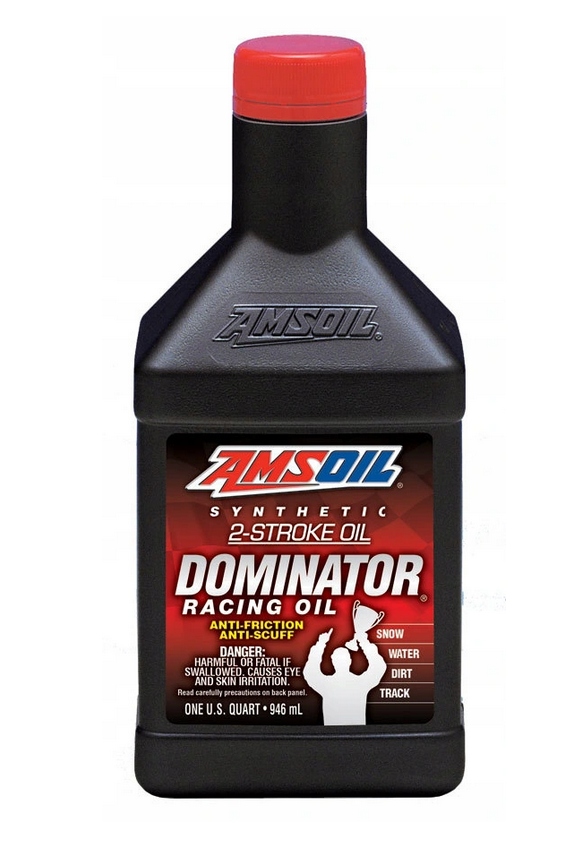 AMSOIL®
AMSOIL®
SYNTHETIC
2-STROKE OIL
DOMINATOR®
RACING OIL
ANTI-FRICTION
ANTI-SCUFF
DANGER:
HARMFUL OR FATAL IF
SWALLOWED. CAUSES EYE
AND SKIN IRRITATION.
Read carefully precautions on back panel.
SNOW
WATER
DIRT
TRACK
ONE U.S. QUART • 946 mL